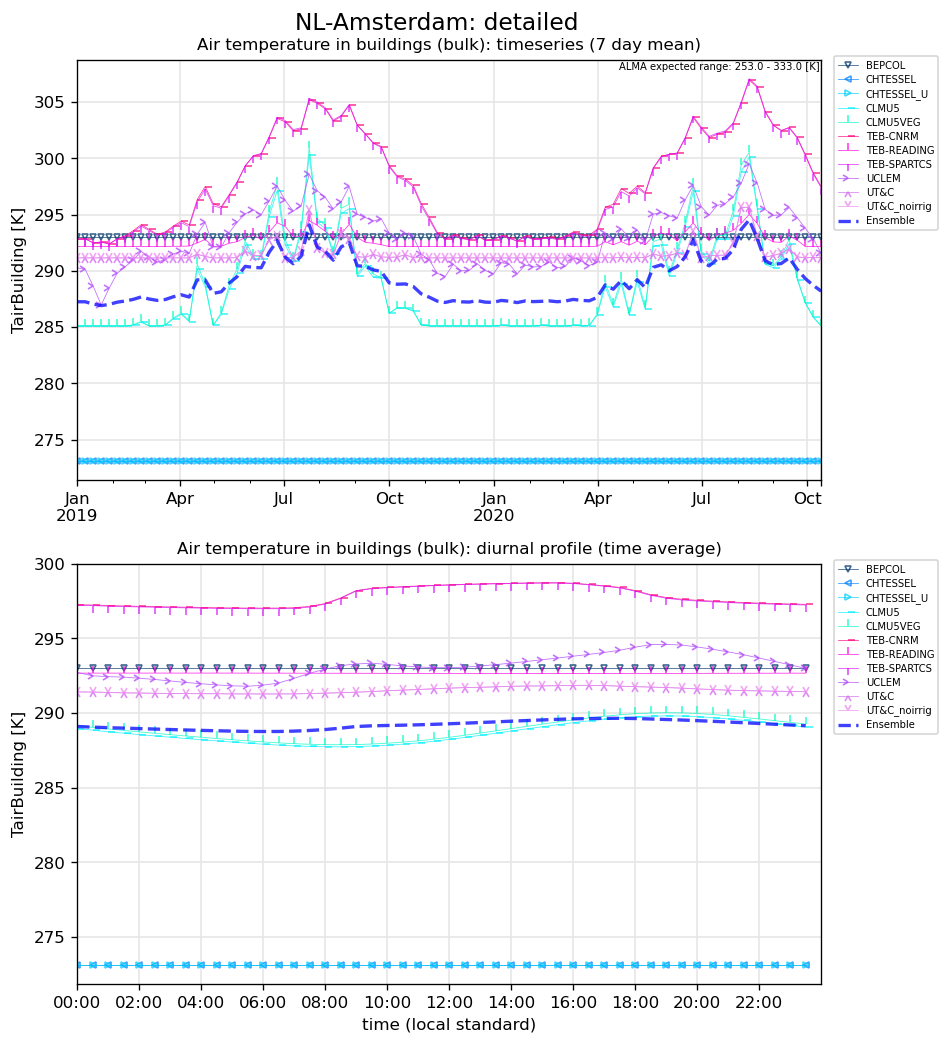 NL-Amsterdam: detailed
Air temperature in buildings (bulk): timeseries (7 day mean)
ALMA expected range: 253.0 - 333.0 [K]
305
300
295
290
285
280
275
TairBuilding [K]
Jan
2019
Apr
Jul
Oct
Jan
2020
Apr
Jul
Oct
BEPCOL
CHTESSEL
CHTESSEL_U
CLMU5
CLMU5VEG
TEB-CNRM
TEB-READING
TEB-SPARTCS
UCLEM
UT&C
UT&C_noirrig
Ensemble
Air temperature in buildings (bulk): diurnal profile (time average)
300
295
290
285
280
275
TairBuilding [K]
00:00 02:00 04:00 06:00 08:00 10:00 12:00 14:00 16:00 18:00 20:00 22:00
time (local standard)
BEPCOL
CHTESSEL
CHTESSEL_U
CLMU5
CLMU5VEG
TEB-CNRM
TEB-READING
TEB-SPARTCS
UCLEM
UT&C
UT&C_noirrig
Ensemble